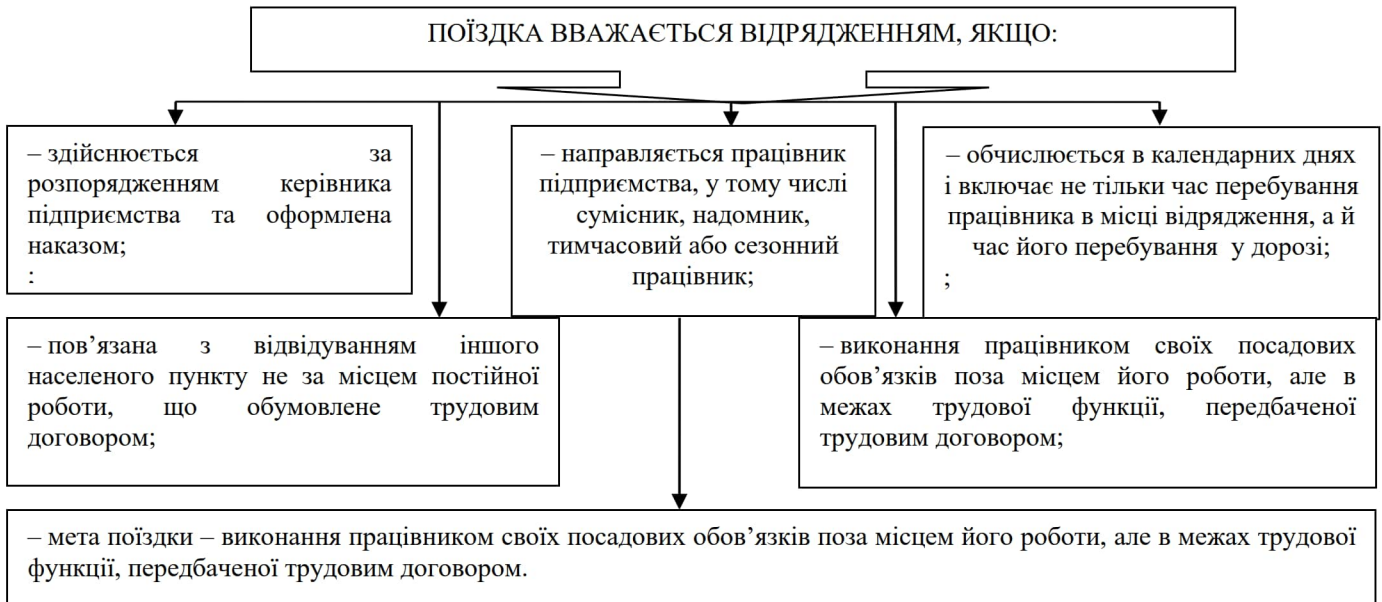 ПОЇЗДКА ВВАЖАЄТЬСЯ ВІДРЯДЖЕННЯМ, ЯКЩО:
– здійснюється за
розпорядженням керівника
підприємства та оформлена
наказом;
:
– направляється працівник
підприємства, у тому числі
сумісник, надомник,
тимчасовий або сезонний
працівник;
– обчислюється в календарних днях
і включає не тільки час перебування
працівника в місці відрядження, а й
час його перебування у дорозі;
;
– пов’язана з відвідуванням іншого
населеного пункту не за місцем постійної
роботи, що обумовлене трудовим
договором;
– виконання працівником своїх посадових
обов’язків поза місцем його роботи, але в
межах трудової функції, передбаченої
трудовим договором;
– мета поїздки – виконання працівником своїх посадових обов’язків поза місцем його роботи, але в межах трудової
функції, передбаченої трудовим договором.